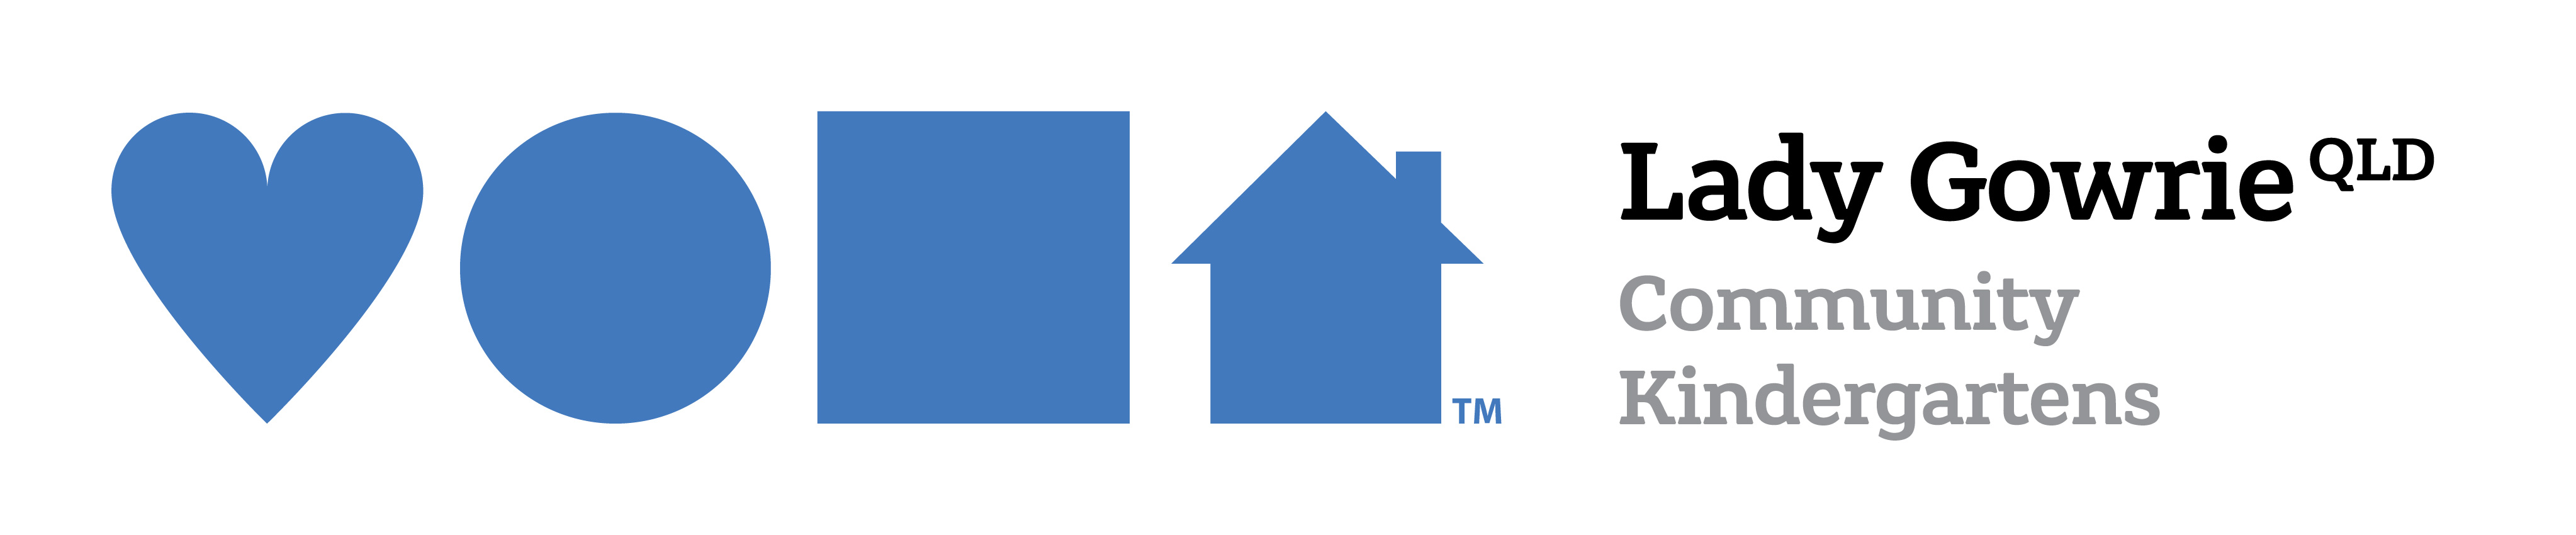 Lady Gowrie QLD
Community
Kindergartens
TM